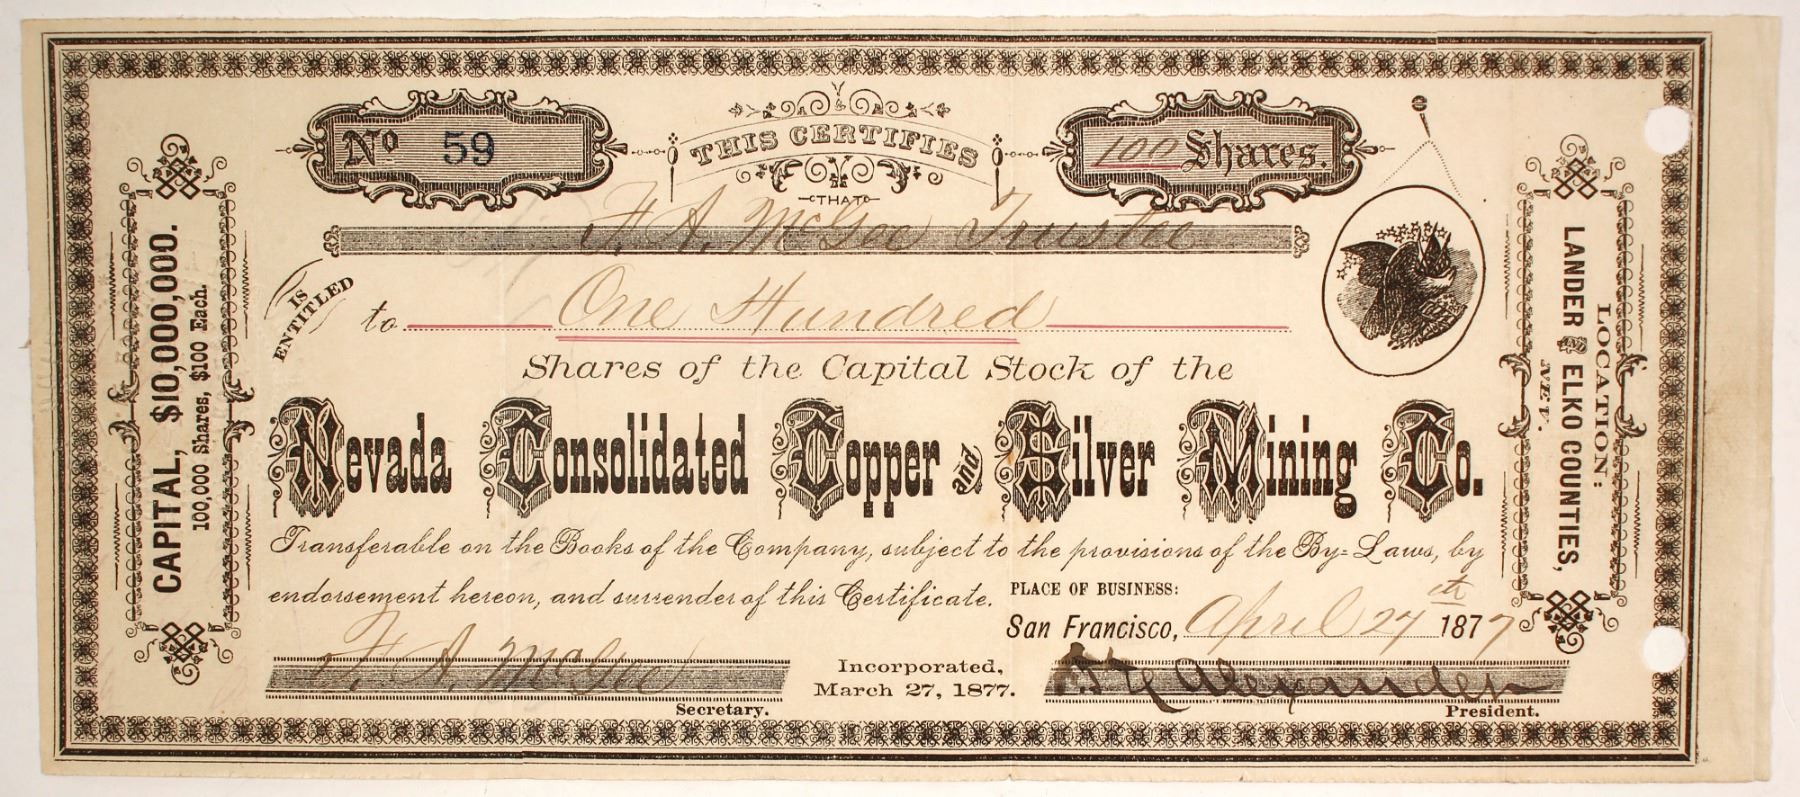 No 59
THIS CERTIFIES
THAT
100 Shares.
F. A. McGee Trustee
IS ENTITLED
to One Hundred
Shares of the Capital Stock of the
Nevada Consolidated Copper and Silver Mining Co.
Transferable on the Books of the Company, subject to the provisions of the By=Laws, by
endorsement hereon, and surrender of this Certificate.
PLACE OF BUSINESS:
San Francisco, April 27th 1877
F. A. McGee
Secretary.
Incorporated,
March 27, 1877.
Alexander
President.
CAPITAL, $10,000,000.
100,000 Shares, $100 Each.
LOCATION:
LANDER AND ELKO COUNTIES,
NEV.